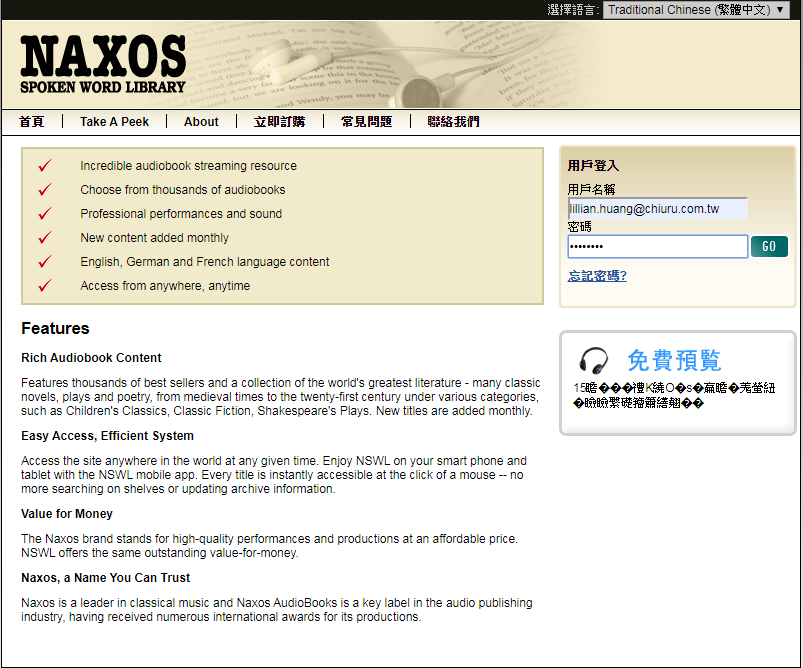 選擇語言: Traditional Chinese (繁體中文) ▼
NAXOS
SPOKEN WORD LIBRARY
首頁 | Take A Peek | About | 立即訂購 | 常見問題 | 聯絡我們
Incredible audiobook streaming resource
Choose from thousands of audiobooks
Professional performances and sound
New content added monthly
English, German and French language content
Access from anywhere, anytime
Features
Rich Audiobook Content
Features thousands of best sellers and a collection of the world's greatest literature - many classic
novels, plays and poetry, from medieval times to the twenty-first century under various categories,
such as Children's Classics, Classic Fiction, Shakespeare's Plays. New titles are added monthly.
Easy Access, Efficient System
Access the site anywhere in the world at any given time. Enjoy NSWL on your smart phone and
tablet with the NSWL mobile app. Every title is instantly accessible at the click of a mouse -- no
more searching on shelves or updating archive information.
Value for Money
The Naxos brand stands for high-quality performances and productions at an affordable price.
NSWL offers the same outstanding value-for-money.
Naxos, a Name You Can Trust
Naxos is a leader in classical music and Naxos AudioBooks is a key label in the audio publishing
industry, having received numerous international awards for its productions.
用戶登入
用戶名稱
lillian.huang@chiuru.com.tw
密碼
••••••••
GO
忘記密碼?
免費預覧